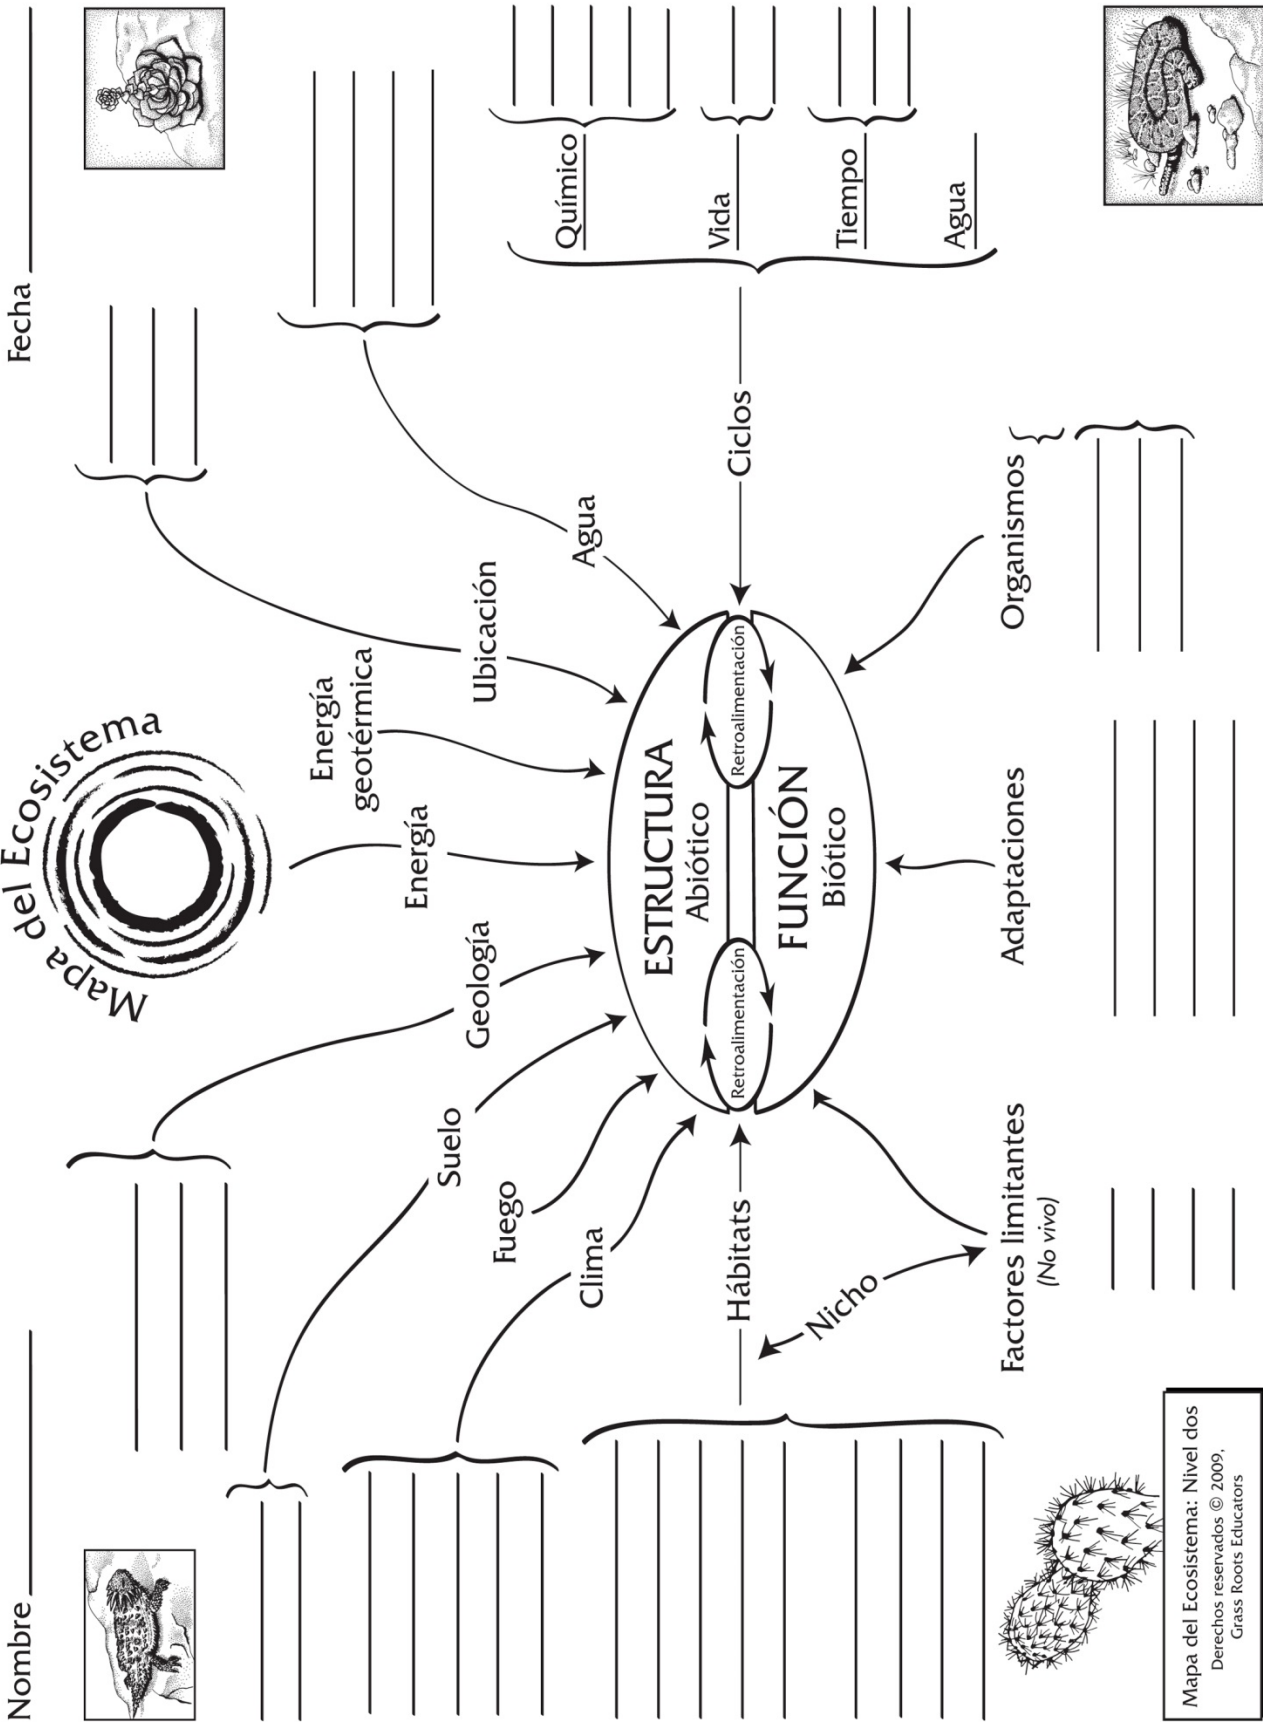 Nombre
Fecha
Mapa del Ecosistema
Geología
Energía
Energía
geotérmica
Ubicación
Agua
Suelo
Fuego
Clima
Hábitats
Nicho
ESTRUCTURA
Abiótico
Retroalimentación
Retroalimentación
FUNCIÓN
Biótico
Ciclos
Químico
Vida
Tiempo
Agua
Factores limitantes
(No vivo)
Adaptaciones
Organismos
Mapa del Ecosistema: Nivel dos
Derechos reservados © 2009,
Grass Roots Educators